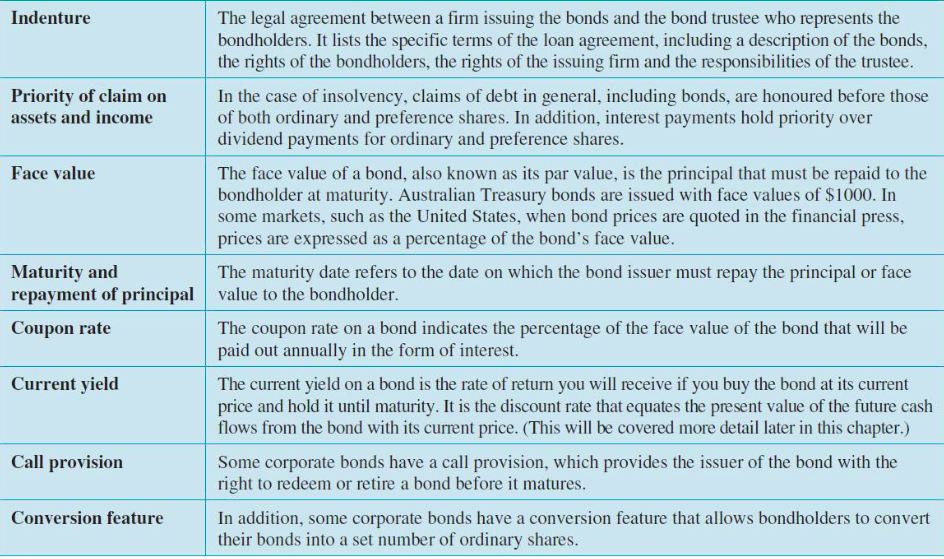 Indenture
The legal agreement between a firm issuing the bonds and the bond trustee who represents the
bondholders. It lists the specific terms of the loan agreement, including a description of the bonds,
the rights of the bondholders, the rights of the issuing firm and the responsibilities of the trustee.
Priority of claim on
assets and income
In the case of insolvency, claims of debt in general, including bonds, are honoured before those
of both ordinary and preference shares. In addition, interest payments hold priority over
dividend payments for ordinary and preference shares.
Face value
The face value of a bond, also known as its par value, is the principal that must be repaid to the
bondholder at maturity. Australian Treasury bonds are issued with face values of $1000. In
some markets, such as the United States, when bond prices are quoted in the financial press,
prices are expressed as a percentage of the bond's face value.
Maturity and
repayment of principal
The maturity date refers to the date on which the bond issuer must repay the principal or face
value to the bondholder.
Coupon rate
The coupon rate on a bond indicates the percentage of the face value of the bond that will be
paid out annually in the form of interest.
Current yield
The current yield on a bond is the rate of return you will receive if you buy the bond at its current
price and hold it until maturity. It is the discount rate that equates the present value of the future cash
flows from the bond with its current price. (This will be covered more detail later in this chapter.)
Call provision
Some corporate bonds have a call provision, which provides the issuer of the bond with the
right to redeem or retire a bond before it matures.
Conversion feature
In addition, some corporate bonds have a conversion feature that allows bondholders to convert
their bonds into a set number of ordinary shares.